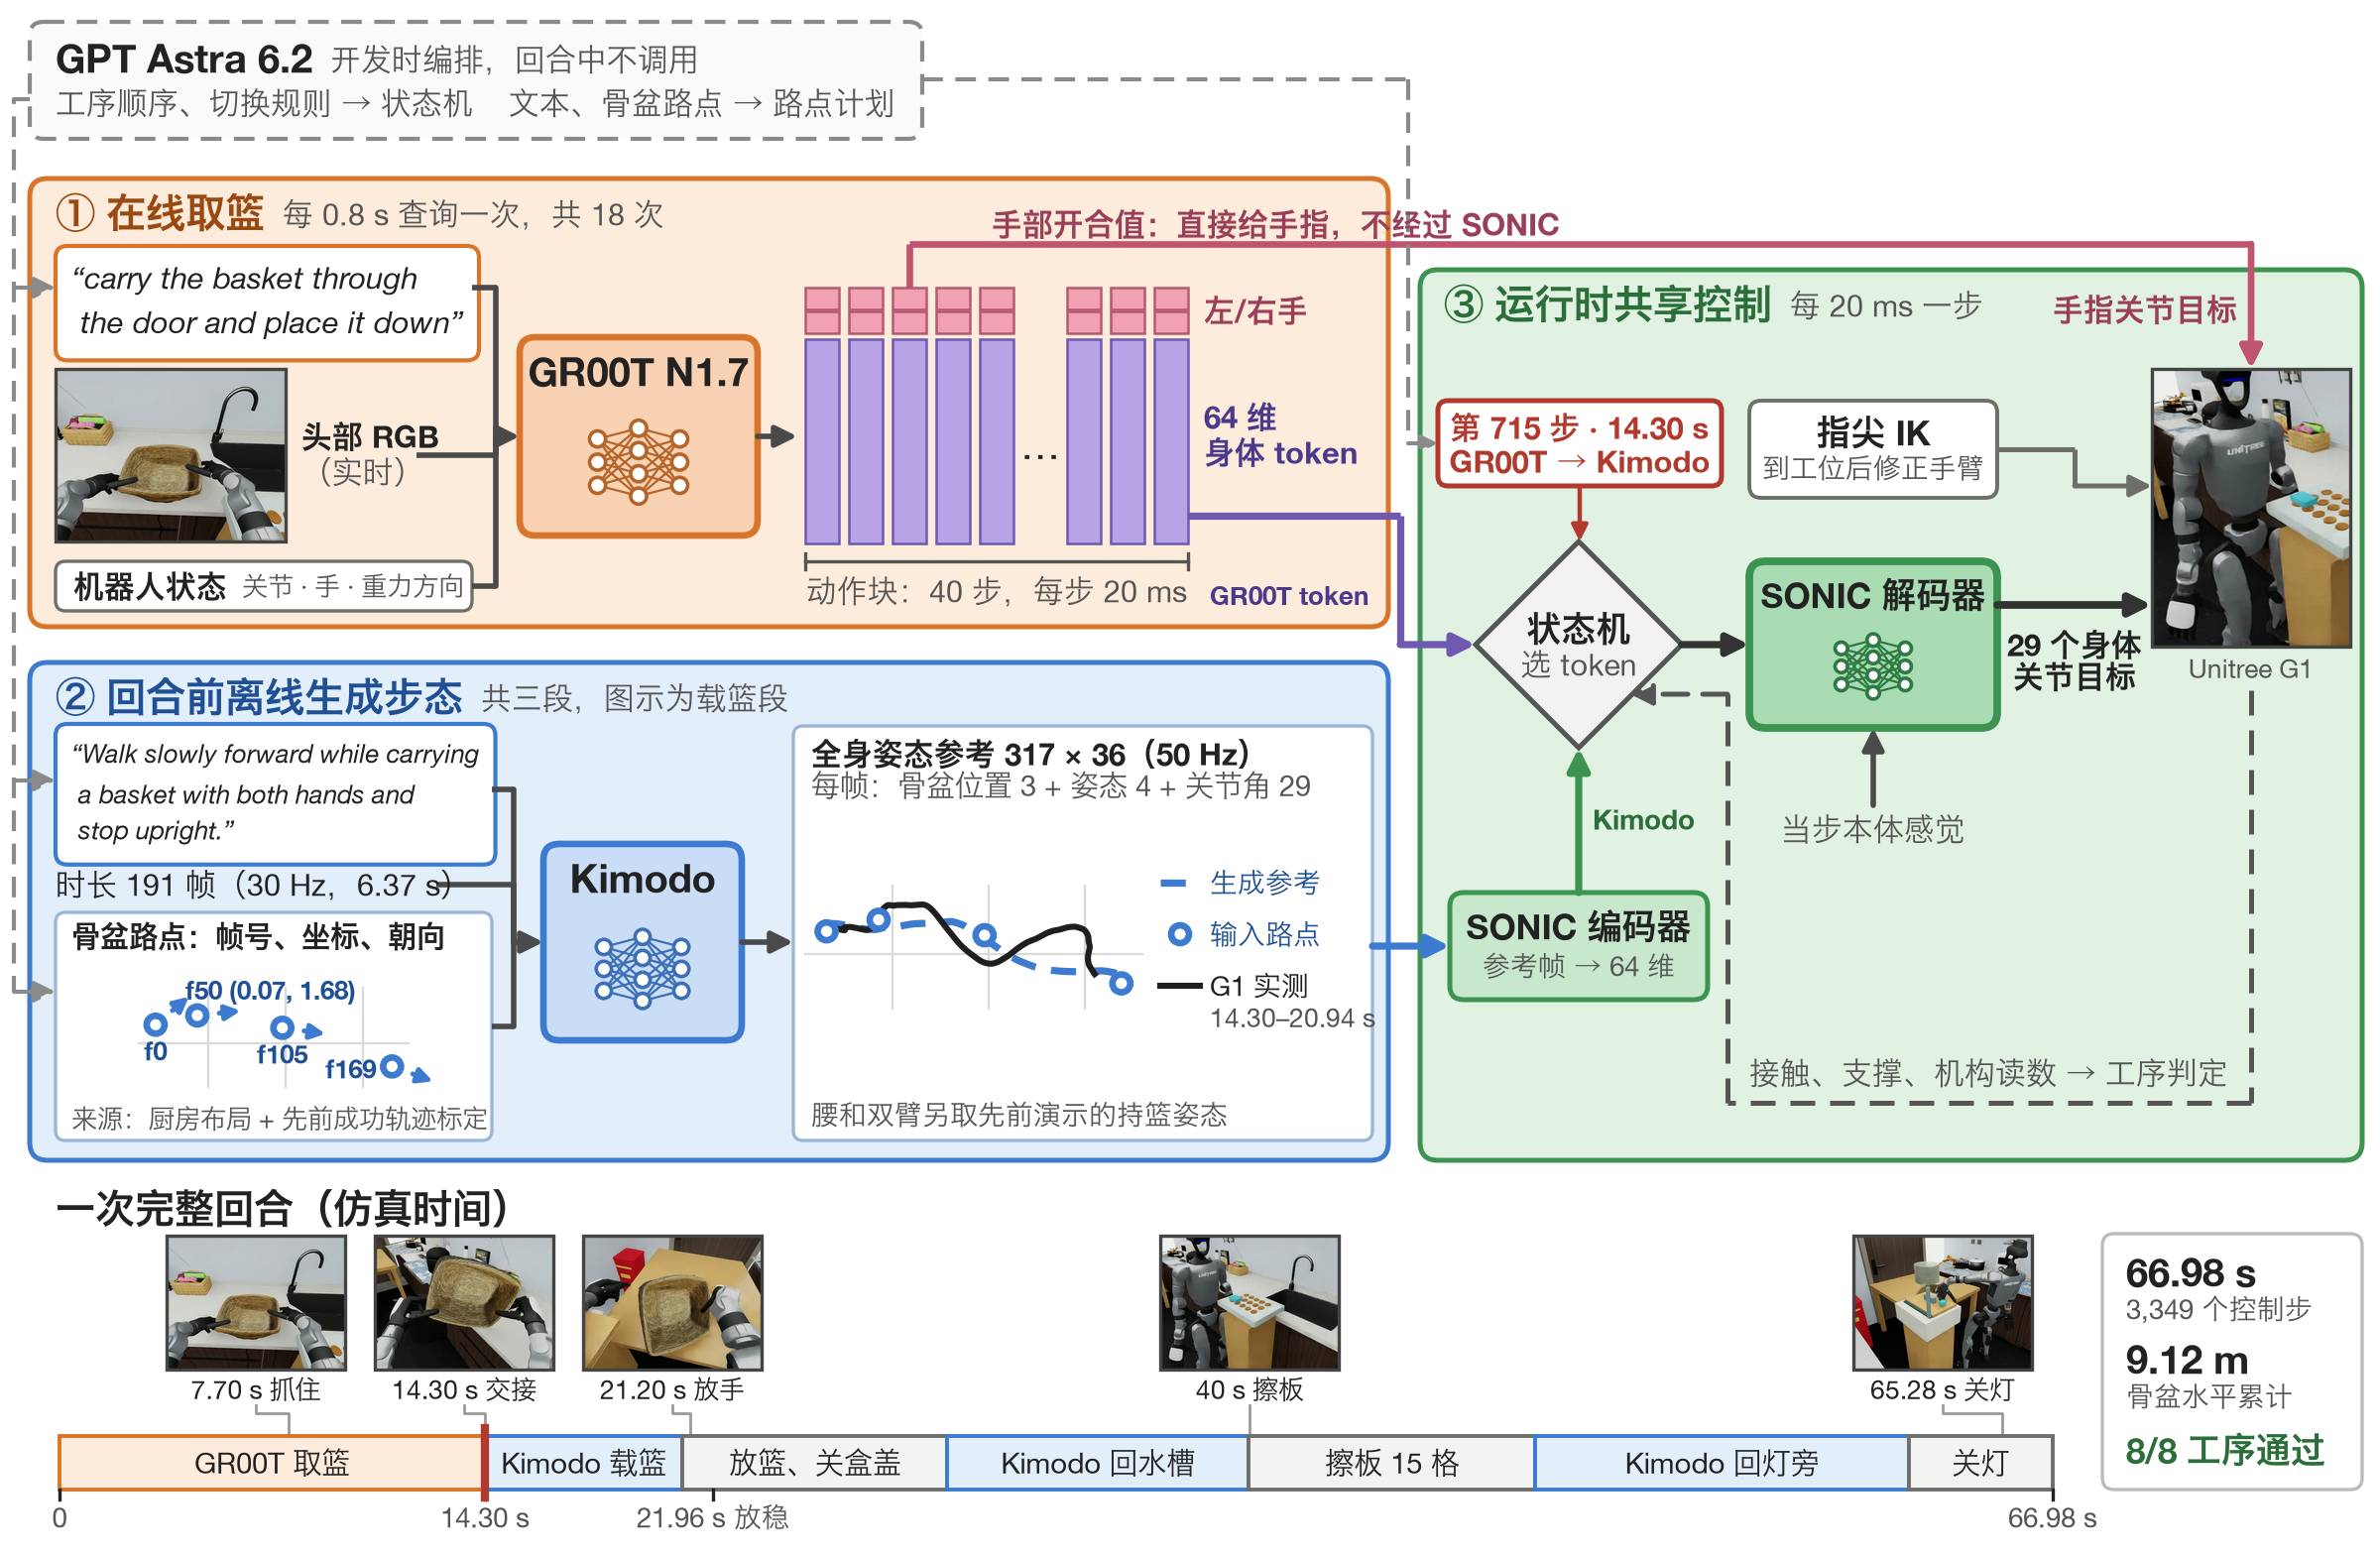 GPT Astra 6.2 开发时编排，回合中不调用
工序顺序、切换规则 → 状态机 文本、骨盆路点 → 路点计划
① 在线取篮 每 0.8 s 查询一次，共 18 次
手部开合值：直接给手指，不经过 SONIC
“carry the basket through
the door and place it down”
头部 RGB
（实时）
机器人状态 关节 · 手 · 重力方向
GR00T N1.7
左/右手
64 维
身体 token
...
动作块：40 步，每步 20 ms
GR00T token
② 回合前离线生成步态 共三段，图示为载篮段
“Walk slowly forward while carrying
a basket with both hands and
stop upright.”
时长 191 帧（30 Hz，6.37 s）
骨盆路点：帧号、坐标、朝向
f50 (0.07, 1.68)
f0
f105
f169
来源：厨房布局 + 先前成功轨迹标定
Kimodo
全身姿态参考 317 × 36（50 Hz）
每帧：骨盆位置 3 + 姿态 4 + 关节角 29
生成参考
输入路点
G1 实测
14.30–20.94 s
腰和双臂另取先前演示的持篮姿态
③ 运行时共享控制 每 20 ms 一步
手指关节目标
第 715 步 · 14.30 s
GR00T → Kimodo
指尖 IK
到工位后修正手臂
UNITREE
状态机
选 token
SONIC 解码器
29 个身体
关节目标
Unitree G1
当步本体感觉
Kimodo
SONIC 编码器
参考帧 → 64 维
接触、支撑、机构读数 → 工序判定
一次完整回合（仿真时间）
7.70 s 抓住
14.30 s 交接
21.20 s 放手
40 s 擦板
65.28 s 关灯
GR00T 取篮
Kimodo 载篮
放篮、关盒盖
Kimodo 回水槽
擦板 15 格
Kimodo 回灯旁
关灯
0
14.30 s
21.96 s 放稳
66.98 s
66.98 s
3,349 个控制步
9.12 m
骨盆水平累计
8/8 工序通过